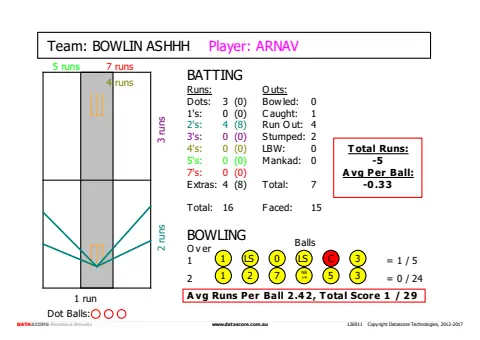 Team: BOWLIN ASHHH Player: ARNAV
5 runs 7 runs
4 runs
3 runs
2 runs
1 run
Dot Balls:
BATTING
Runs: Outs:
Dots: 3 (0) Bowled: 0
1's: 0 (0) Caught: 1
2's: 4 (8) Run Out: 4
3's: 0 (0) Stumped: 2
4's: 0 (0) LBW: 0
5's: 0 (0) Mankad: 0
7's: 0 (0)
Extras: 4 (8) Total: 7
Total: 16 Faced: 15
Total Runs:
-5
Avg Per Ball:
-0.33
BOWLING
Over Balls
1 1 LS 0 LS C 3 = 1 / 5
2 1 2 7 5 3 = 0 / 24
Avg Runs Per Ball 2.42, Total Score 1 / 29
DATASCORE Realtime Results www.datascore.com.au 136911 Copyright Datascore Technologies, 2012-2017